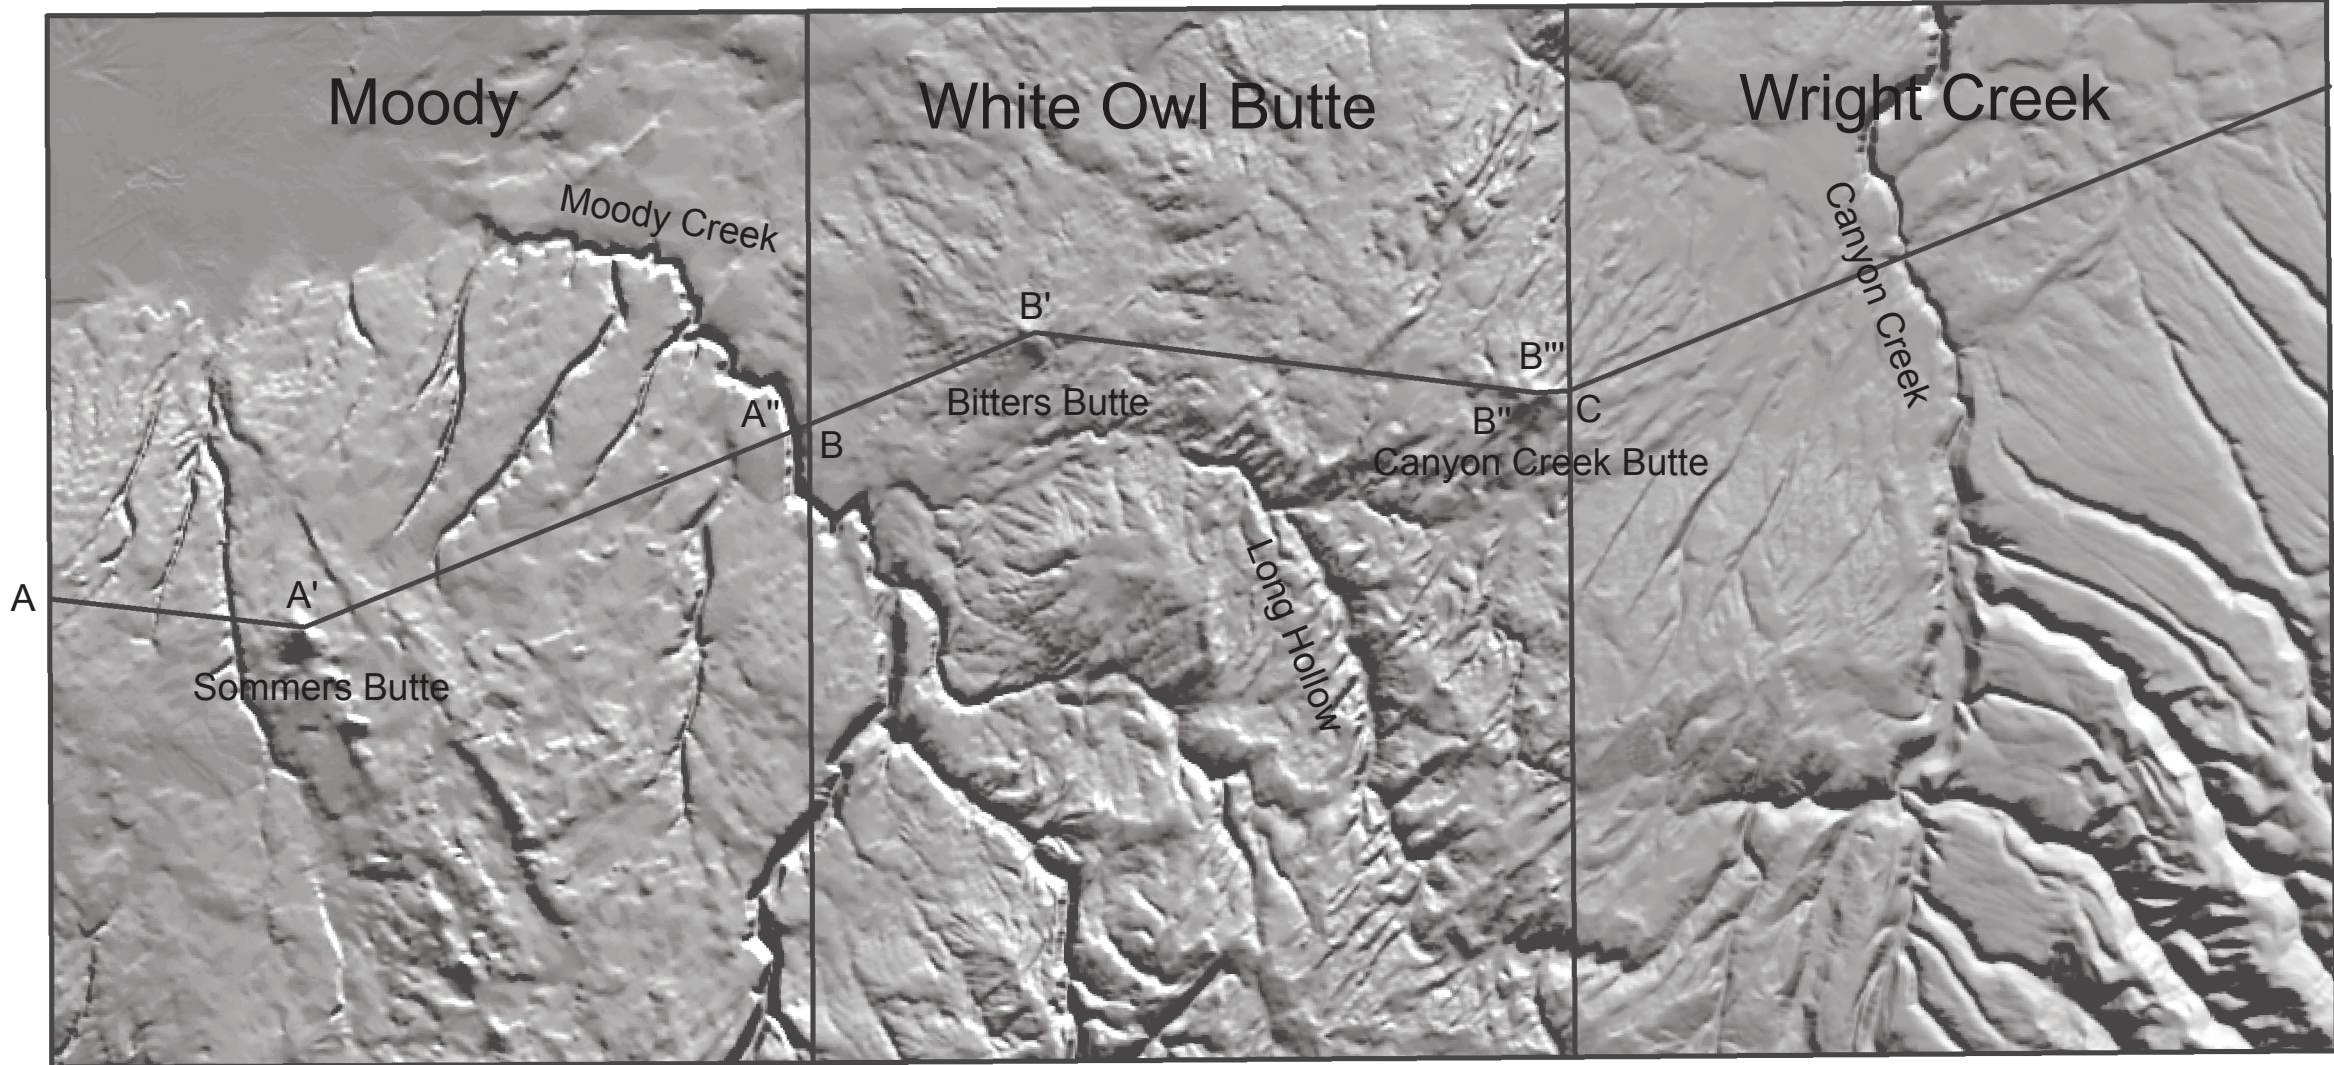 Moody
White Owl Butte
Wright Creek
Moody Creek
Canyon Creek
B'
B'''
A''
B
Bitters Butte
B''
C
Canyon Creek Butte
A
A'
Long Hollow
Sommers Butte